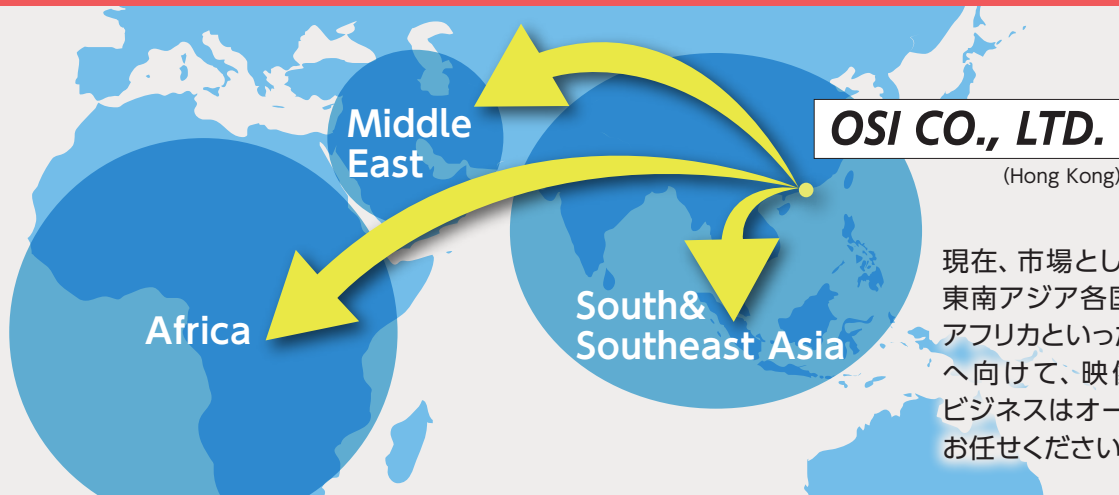 Middle
East
OSI CO., LTD.
(Hong Kong)
Africa
South&
Southeast Asia
現在、市場とし
東南アジア各国
アフリカといった
へ向けて、映像
ビジネスはオー
お任せください